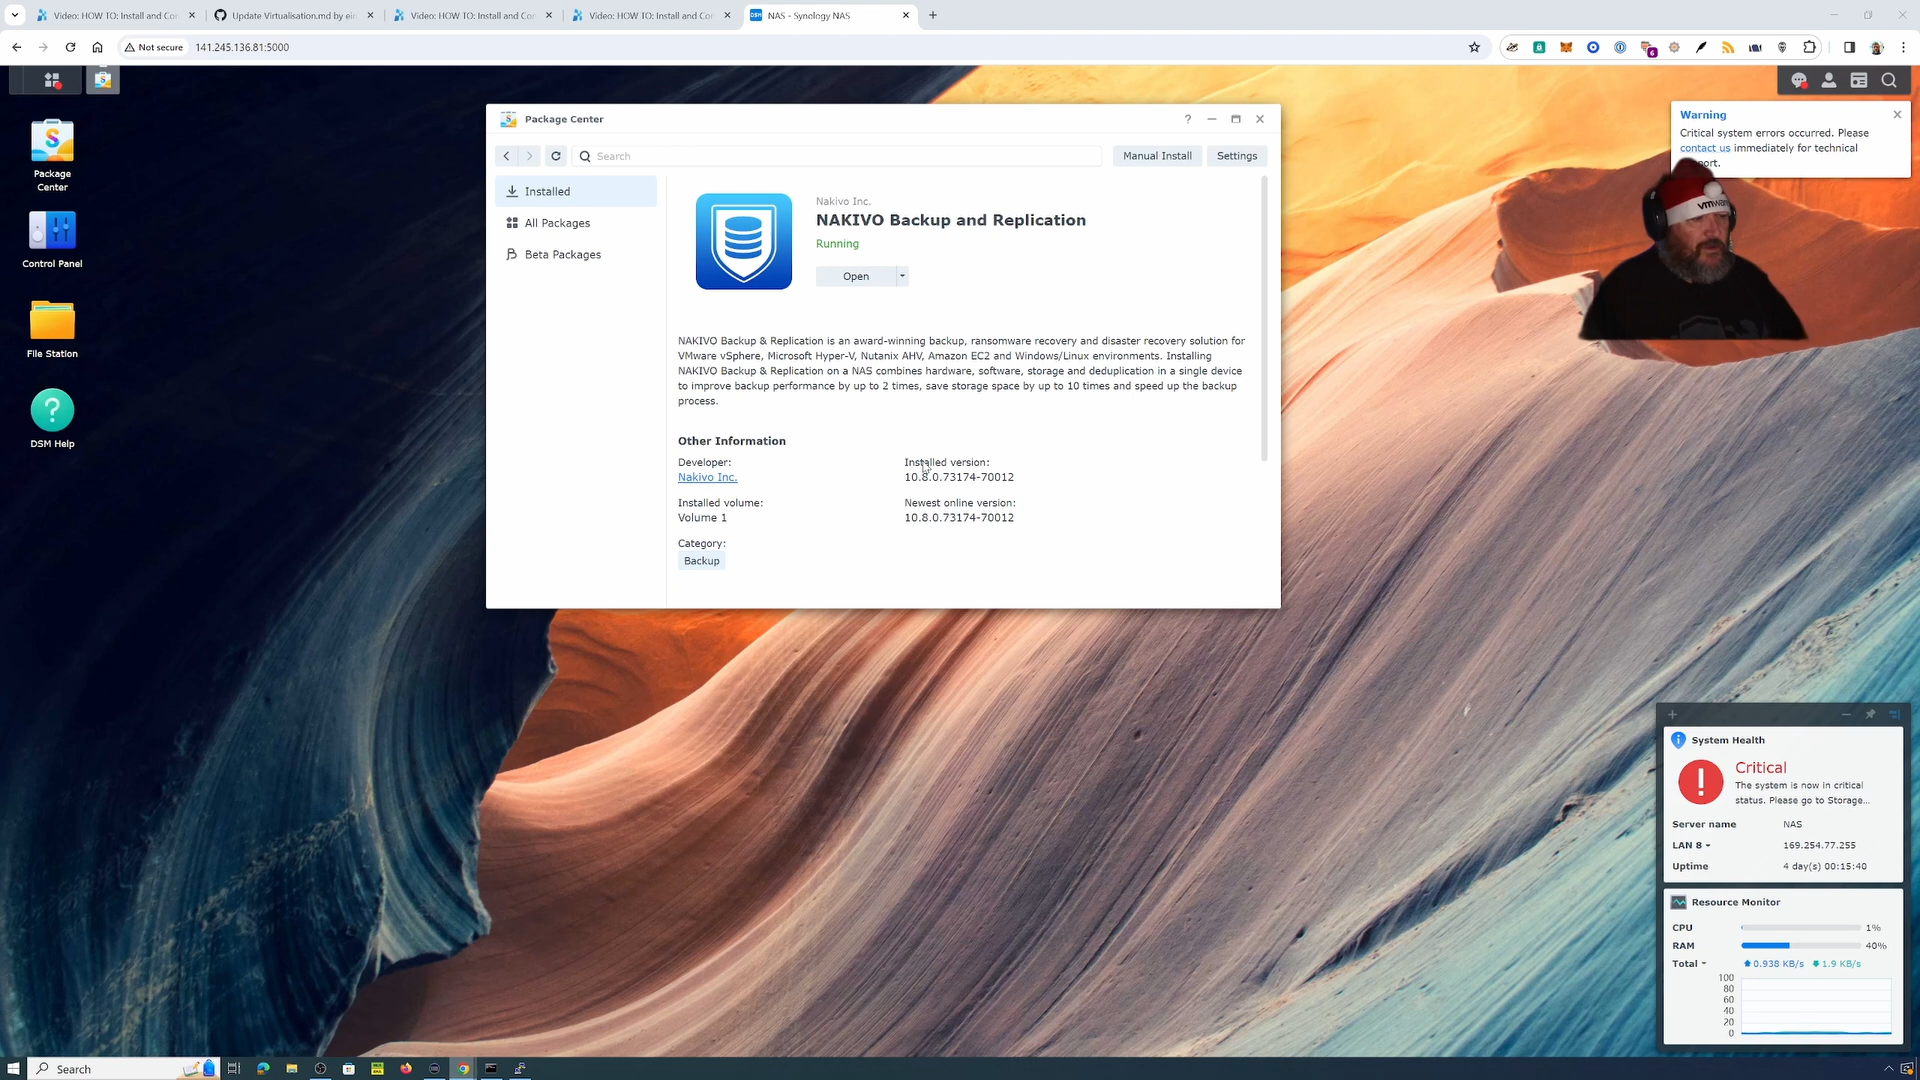 Video: HOW TO: Install and Cor
Update Virtualisation.md by ein
Video: HOW TO: Install and Cor
Video: HOW TO: Install and Cor
NAS - Synology NAS
Not secure
141.245.136.81:5000
6
Package Center
Control Panel
File Station
DSM Help
Package Center
Search
Manual Install
Settings
Installed
All Packages
Beta Packages
Nakivo Inc.
NAKIVO Backup and Replication
Running
Open
NAKIVO Backup & Replication is an award-winning backup, ransomware recovery and disaster recovery solution for
VMware vSphere, Microsoft Hyper-V, Nutanix AHV, Amazon EC2 and Windows/Linux environments. Installing
NAKIVO Backup & Replication on a NAS combines hardware, software, storage and deduplication in a single device
to improve backup performance by up to 2 times, save storage space by up to 10 times and speed up the backup
process.
Other Information
Developer:
Nakivo Inc.
Installed version:
10.8.0.73174-70012
Installed volume:
Volume 1
Newest online version:
10.8.0.73174-70012
Category:
Backup
Warning
Critical system errors occurred. Please
contact us immediately for technical
port.
vmware
System Health
Critical
The system is now in critical
status. Please go to Storage...
Server name NAS
LAN 8 169.254.77.255
Uptime 4 day(s) 00:15:40
Resource Monitor
CPU 1%
RAM 40%
Total 0.938 KB/s 1.9 KB/s
100
80
60
40
20
0
Search